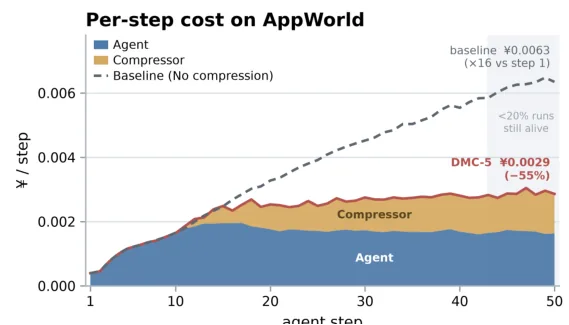 Per-step cost on AppWorld
Agent
Compressor
Baseline (No compression)
baseline ¥0.0063
(×16 vs step 1)
<20% runs
still alive
DMC-5 ¥0.0029
(−55%)
Compressor
Agent
¥ / step
0.006
0.004
0.002
0.000
1
10
20
30
40
50
agent step